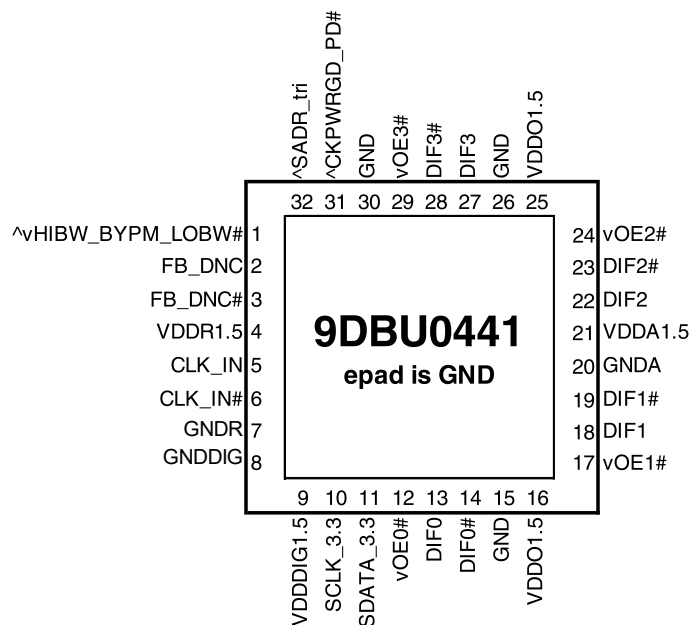 ^SADR_tri
^CKPWRGD_PD#
GND
vOE3#
DIF3#
DIF3
GND
VDDO1.5
32 31 30 29 28 27 26 25
^vHIBW_BYPM_LOBW# 1
FB_DNC 2
FB_DNC# 3
VDDR1.5 4
CLK_IN 5
CLK_IN# 6
GNDR 7
GNDDIG 8
9DBU0441
epad is GND
24 vOE2#
23 DIF2#
22 DIF2
21 VDDA1.5
20 GNDA
19 DIF1#
18 DIF1
17 vOE1#
9 10 11 12 13 14 15 16
VDDDIG1.5
SCLK_3.3
SDATA_3.3
vOE0#
DIF0
DIF0#
GND
VDDO1.5